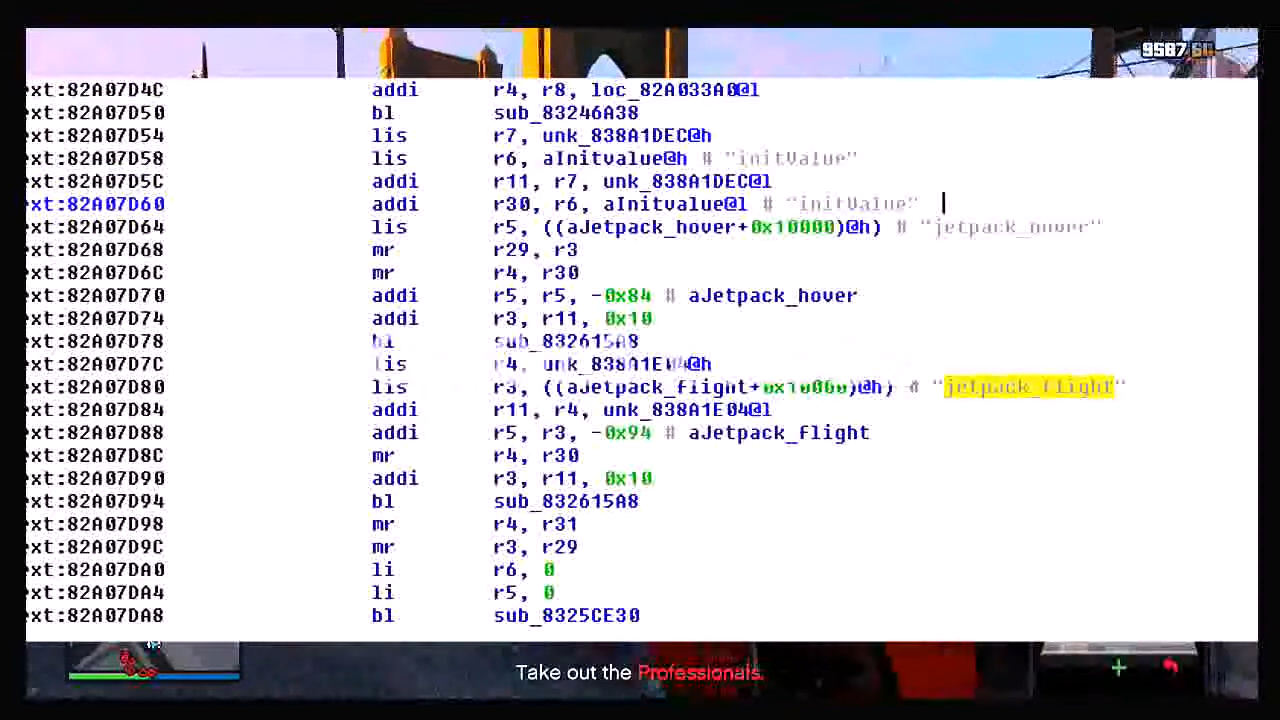 9587
ext:82A07D4C addi r4, r8, loc_82A033A0@l
ext:82A07D50 bl sub_83246A38
ext:82A07D54 lis r7, unk_838A1DEC@h
ext:82A07D58 lis r6, aInitvalue@h # "initValue"
ext:82A07D5C addi r11, r7, unk_838A1DEC@l
ext:82A07D60 addi r30, r6, aInitvalue@l # "initValue"
ext:82A07D64 lis r5, ((aJetpack_hover+0x10000)@h) # "jetpack_hover"
ext:82A07D68 mr r29, r3
ext:82A07D6C mr r4, r30
ext:82A07D70 addi r5, r5, -0x84 # aJetpack_hover
ext:82A07D74 addi r3, r11, 0x10
ext:82A07D78 bl sub_832615A8
ext:82A07D7C lis r4, unk_838A1E04@h
ext:82A07D80 lis r3, ((aJetpack_flight+0x10000)@h) # "jetpack_flight"
ext:82A07D84 addi r11, r4, unk_838A1E04@l
ext:82A07D88 addi r5, r3, -0x94 # aJetpack_flight
ext:82A07D8C mr r4, r30
ext:82A07D90 addi r3, r11, 0x10
ext:82A07D94 bl sub_832615A8
ext:82A07D98 mr r4, r31
ext:82A07D9C mr r3, r29
ext:82A07DA0 li r6, 0
ext:82A07DA4 li r5, 0
ext:82A07DA8 bl sub_8325CE30
Take out the Professionals.